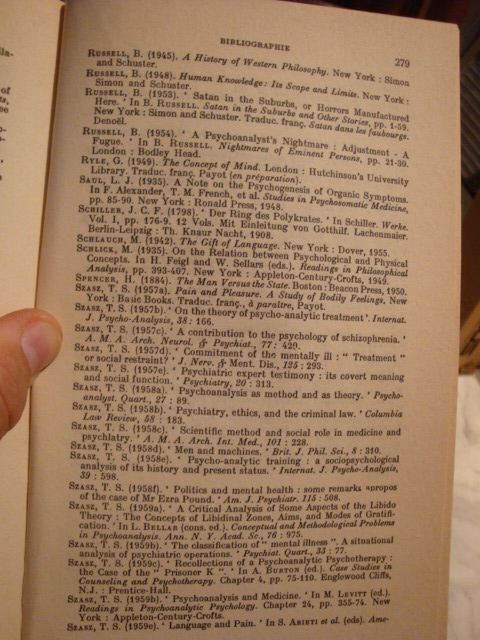 BIBLIOGRAPHIE
279
RUSSELL, B. (1945). A History of Western Philosophy. New York : Simon
and Schuster.
RUSSELL, B. (1948). Human Knowledge: Its Scope and Limits. New York :
Simon and Schuster.
RUSSELL, B. (1953). ' Satan in the Suburbs, or Horrors Manufactured
Here. ' In B. RUSSELL. Satan in the Suburbs and Other Stories, pp. 1-59.
New York : Simon and Schuster. Traduc. franç. Satan dans les faubourgs.
Denoël.
RUSSELL, B. (1954). ' A Psychoanalyst's Nightmare : Adjustment - A
Fugue. ' In B. RUSSELL. Nightmares of Eminent Persons, pp. 21-30.
London : Bodley Head.
RYLE, G. (1949). The Concept of Mind. London : Hutchinson's University
Library. Traduc. franç. Payot (en préparation).
SAUL, L. J. (1935). A Note on the Psychogenesis of Organic Symptoms.
In F. Alexander, T. M. French, et al. Studies in Psychosomatic Medicine,
pp. 85-90. New York : Ronald Press, 1948.
SCHILLER, J. C. F. (1798). ' Der Ring des Polykrates. ' In Schiller. Werke.
Vol. I, pp. 176-9. 12 Vols. Mit Einleitung von Gotthilf. Lachenmaier.
Berlin-Leipzig : Th. Knaur Nacht, 1908.
SCHLAUCH, M. (1942). The Gift of Language. New York : Dover, 1955.
SCHLICK, M. (1935). On the Relation between Psychological and Physical
Concepts. In H. Feigl and W. Sellars (eds.). Readings in Philosophical
Analysis, pp. 393-407. New York : Appleton-Century-Crofts, 1949.
SPENCER, H. (1884). The Man Versus the State. Boston : Beacon Press, 1950.
SZASZ, T. S. (1957a). Pain and Pleasure. A Study of Bodily Feelings. New
York : Basic Books. Traduc. franç., à paraître, Payot.
SZASZ, T. S. (1957b). ' On the theory of psycho-analytic treatment '. Internat.
J. Psycho-Analysis, 38 : 166.
SZASZ, T. S. (1957c). ' A contribution to the psychology of schizophrenia. '
A. M. A. Arch. Neurol. & Psychiat., 77 : 420.
SZASZ, T. S. (1957d). ' Commitment of the mentally ill : " Treatment "
or social restraint? ' J. Nerv. & Ment. Dis., 125 : 293.
SZASZ, T. S. (1957e). ' Psychiatric expert testimony : its covert meaning
and social function. ' Psychiatry, 20 : 313.
SZASZ, T. S. (1958a). ' Psychoanalysis as method and as theory. ' Psycho-
analyst. Quart., 27 : 89.
SZASZ, T. S. (1958b). ' Psychiatry, ethics, and the criminal law. ' Columbia
Law Review, 58 : 183.
SZASZ, T. S. (1958c). ' Scientific method and social role in medicine and
psychiatry. ' A. M. A. Arch. Int. Med., 101 : 228.
SZASZ, T. S. (1958d). ' Men and machines. ' Brit. J. Phil. Sci., 8 : 310.
SZASZ, T. S. (1958e). ' Psycho-analytic training : a sociopsychological
analysis of its history and present status. ' Internat. J. Psycho-Analysis,
39 : 598.
SZASZ, T. S. (1958f). ' Politics and mental health : some remarks apropos
of the case of Mr Ezra Pound. ' Am. J. Psychiatr. 115 : 508.
SZASZ, T. S. (1959a). ' A Critical Analysis of Some Aspects of the Libido
Theory : The Concepts of Libidinal Zones, Aims, and Modes of Gratifi-
cation. ' In L. BELLAR (cons. ed.). Conceptual and Methodological Problems
in Psychoanalysis. Ann. N. Y. Acad. Sc., 76 : 975.
SZASZ, T. S. (1959b). ' The classification of " mental illness ". A situational
analysis of psychiatric operations. ' Psychiat. Quart., 33 : 77.
SZASZ, T. S. (1959c). ' Recollections of a Psychoanalytic Psychotherapy :
the Case of the " Prisoner K ". ' In A. BURTON (ed.). Case Studies in
Counseling and Psychotherapy. Chapter 4, pp. 75-110. Englewood Cliffs,
N.J. : Prentice-Hall.
SZASZ, T. S. (1959b). ' Psychoanalysis and Medicine. ' In M. LEVITT (ed.).
Readings in Psychoanalytic Psychology. Chapter 24, pp. 355-74. New
York : Appleton-Century-Crofts.
SZASZ, T. S. (1959e). ' Language and Pain. ' In S. ARIETI et al. (eds). Ame-